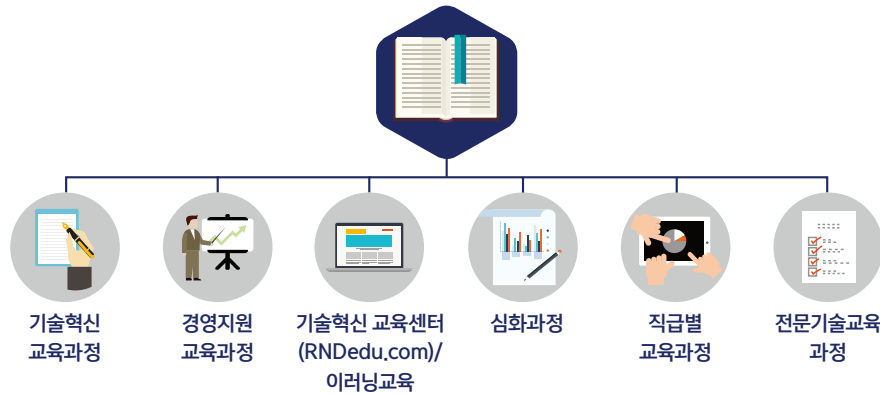 기술혁신
교육과정
경영지원
교육과정
기술혁신 교육센터
(RNDedu.com)/
이러닝교육
심화과정
직급별
교육과정
전문기술교육
과정